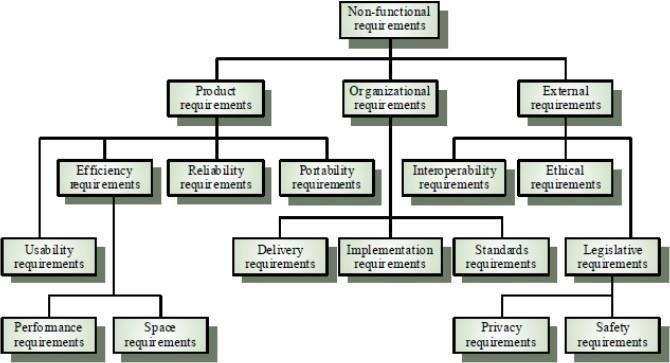 Non-functional
requirements
Product
requirements
Organizational
requirements
External
requirements
Efficiency
requirements
Reliability
requirements
Portability
requirements
Interoperability
requirements
Ethical
requirements
Usability
requirements
Delivery
requirements
Implementation
requirements
Standards
requirements
Legislative
requirements
Performance
requirements
Space
requirements
Privacy
requirements
Safety
requirements